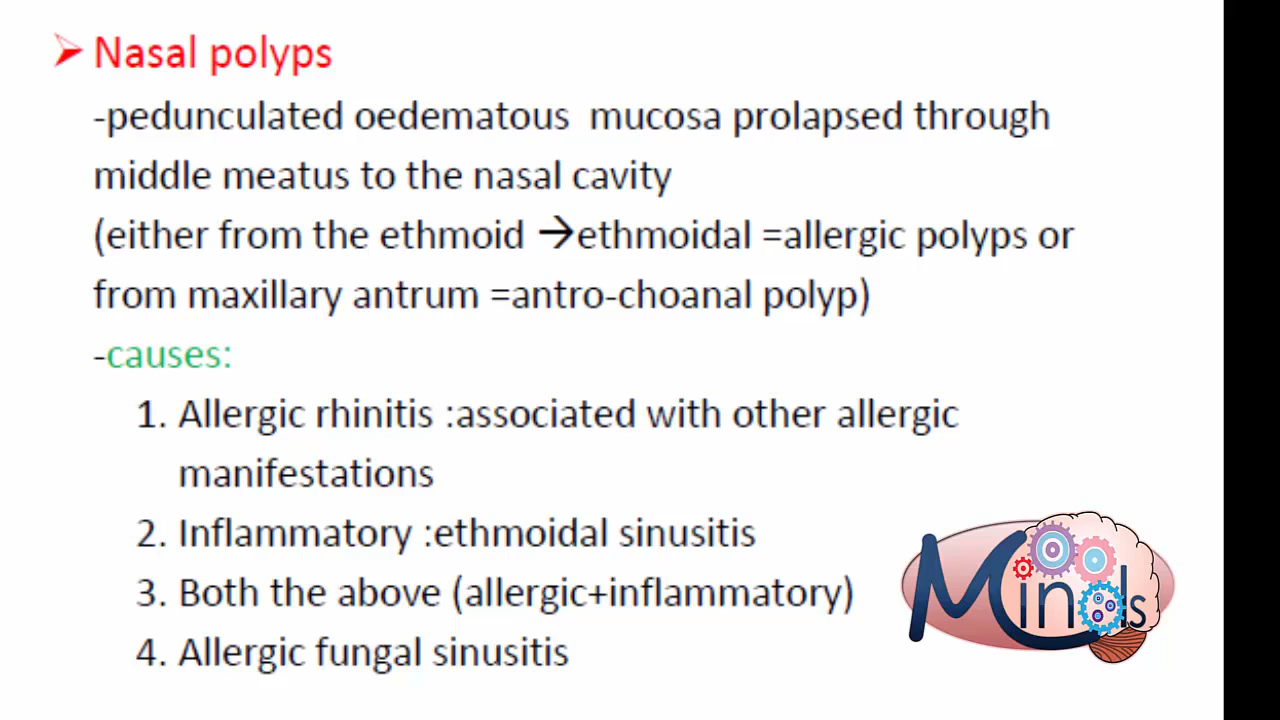 ➢ Nasal polyps
-pedunculated oedematous mucosa prolapsed through
middle meatus to the nasal cavity
(either from the ethmoid →ethmoidal =allergic polyps or
from maxillary antrum =antro-choanal polyp)
-causes:
1. Allergic rhinitis :associated with other allergic
manifestations
2. Inflammatory :ethmoidal sinusitis
3. Both the above (allergic+inflammatory)
4. Allergic fungal sinusitis
Minds